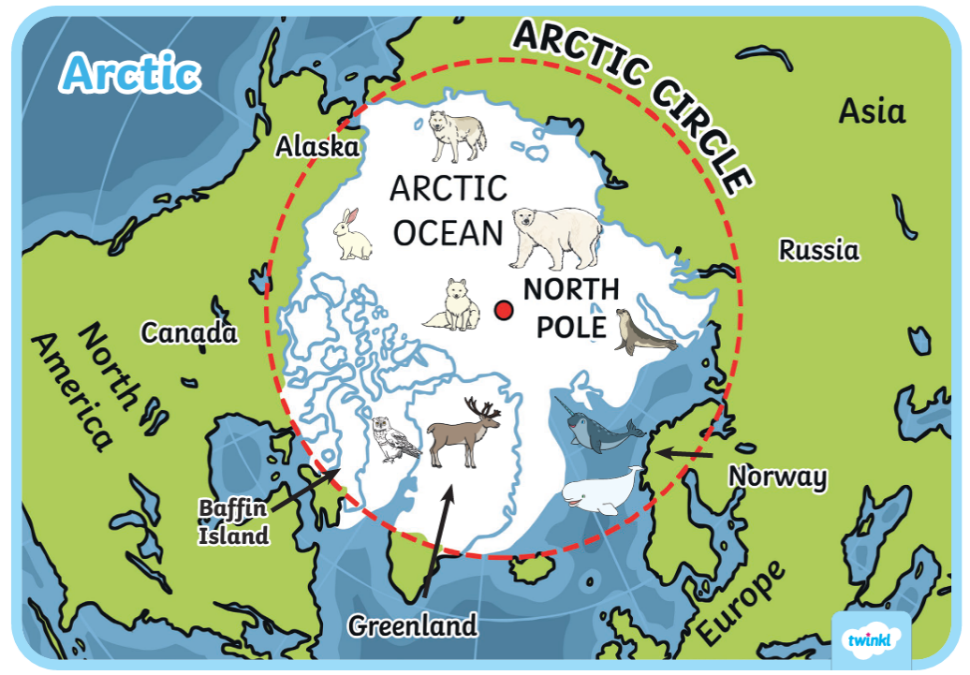 Arctic
ARCTIC CIRCLE
Asia
Alaska
ARCTIC
OCEAN
Russia
NORTH
POLE
Canada
North
America
Norway
Baffin
Island
Europe
Greenland
twinkl